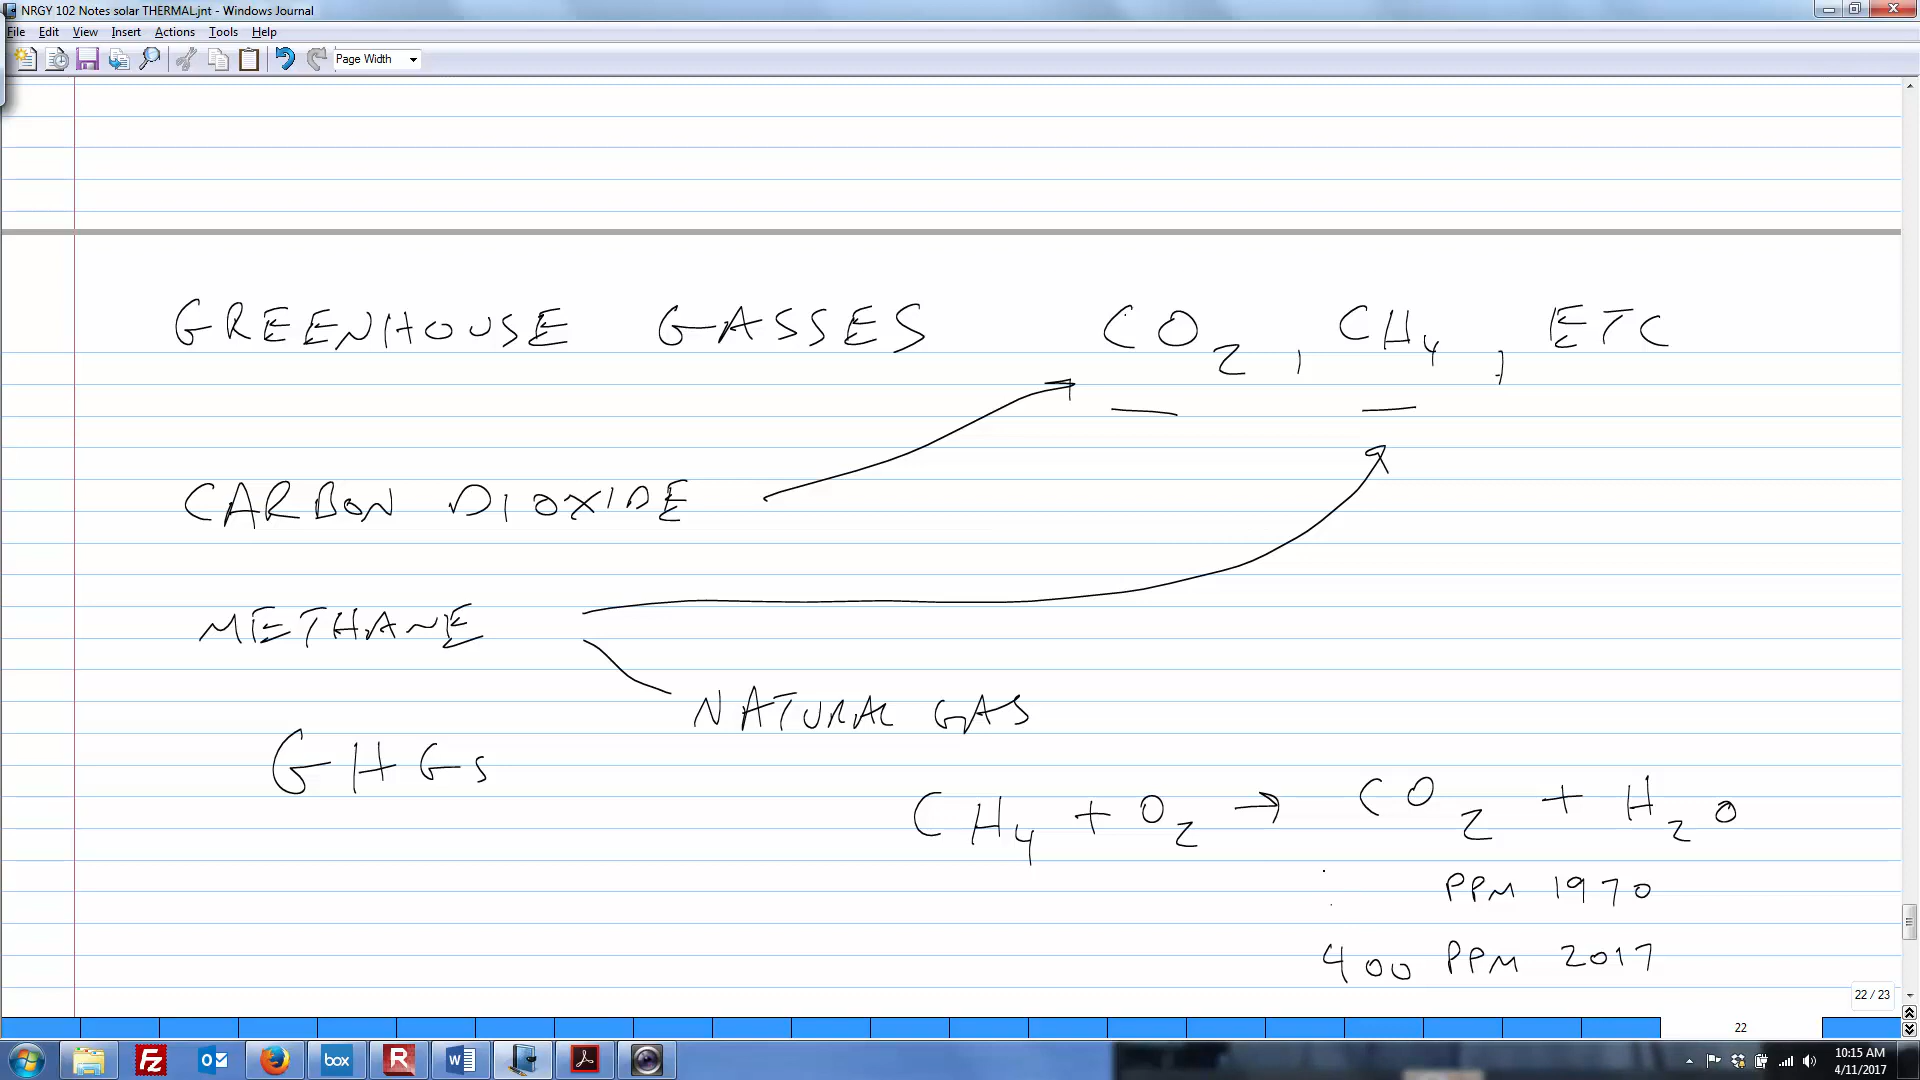 NRGY 102 Notes solar THERMAL.jnt - Windows Journal
File Edit View Insert Actions Tools Help
Page Width
GREENHOUSE GASSES CO2, CH4, ETC
CARBON DIOXIDE
METHANE
NATURAL GAS
GHGs
CH4 + O2 → CO2 + H2O
PPM 1970
400 PPM 2017
22 / 23
22
Fz
box
R
W
10:15 AM
4/11/2017